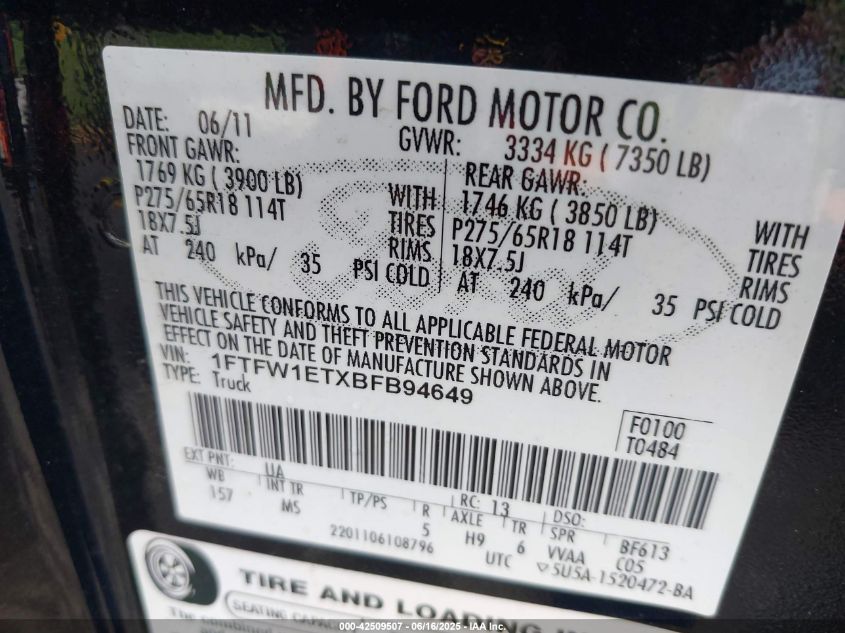 MFD. BY FORD MOTOR CO.
DATE: 06/11 GVWR: 3334 KG ( 7350 LB)
FRONT GAWR: REAR GAWR:
1769 KG ( 3900 LB) WITH 1746 KG ( 3850 LB) WITH
P275/65R18 114T TIRES P275/65R18 114T TIRES
18X7.5J RIMS 18X7.5J RIMS
AT 240 kPa/ 35 PSI COLD AT 240 kPa/ 35 PSI COLD
THIS VEHICLE CONFORMS TO ALL APPLICABLE FEDERAL MOTOR
VEHICLE SAFETY AND THEFT PREVENTION STANDARDS IN
EFFECT ON THE DATE OF MANUFACTURE SHOWN ABOVE.
VIN: 1FTFW1ETXBFB94649
TYPE: Truck
F0100
T0484
EXT PNT: UA RC: 13 DSO:
WB INT TR TP/PS R AXLE TR SPR BF613
157 MS 5 H9 6 VVAA C05
2201106108796 UTC ▽5U5A-1520472-BA
TIRE AND LOADING
SEATING CAPACI
The combined
000-42509507 - 06/16/2025 - IAA Inc.